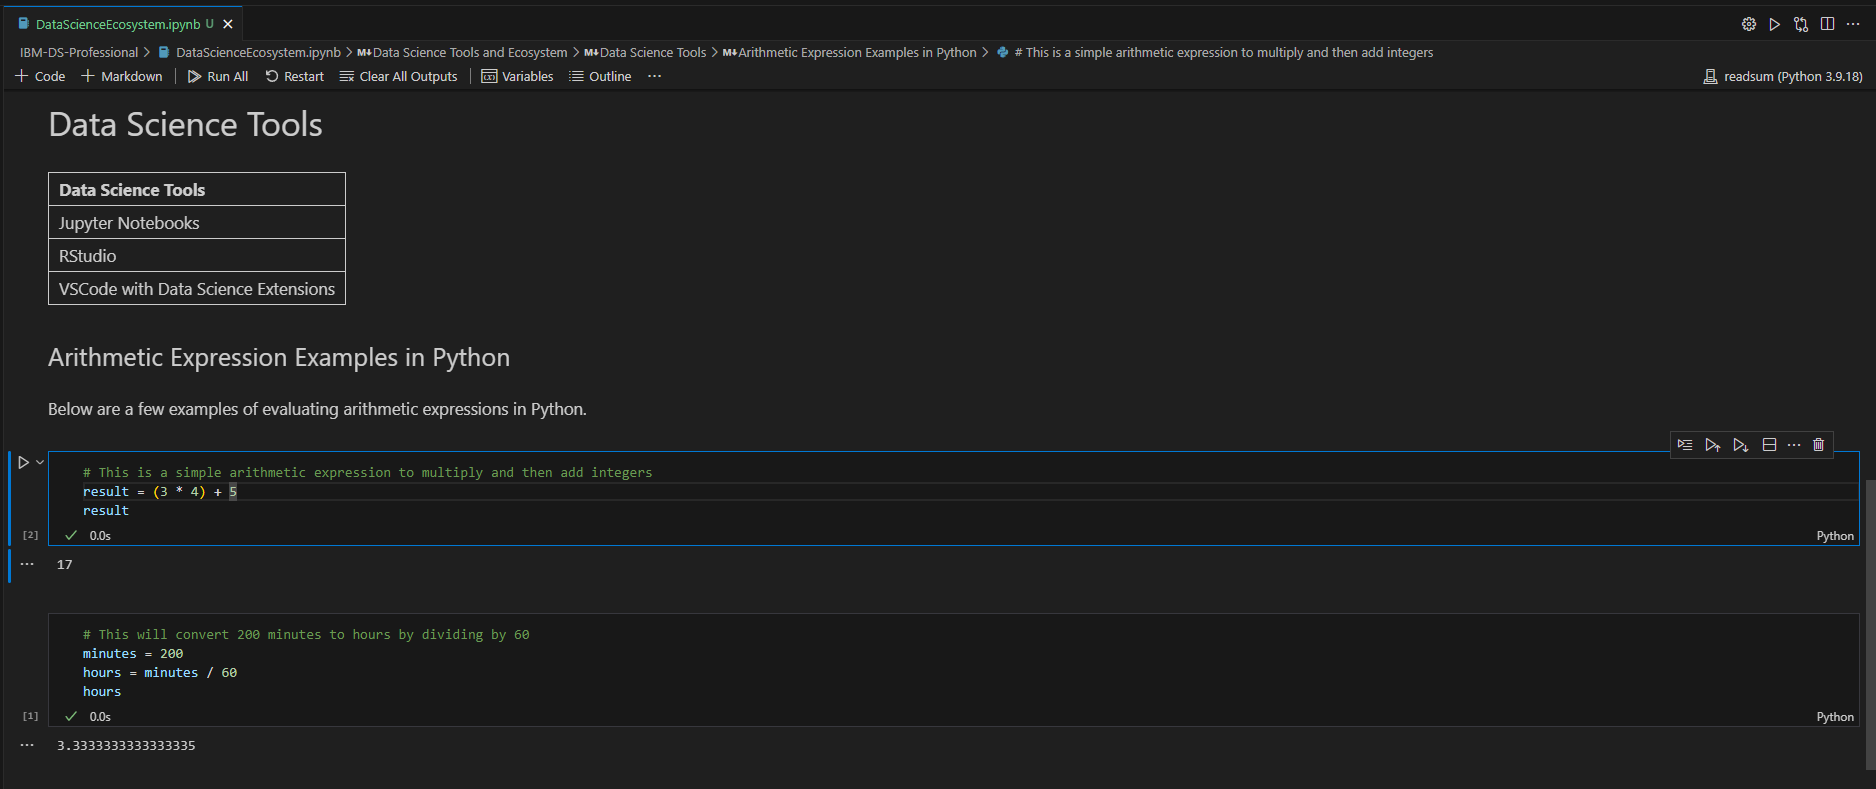 DataScienceEcosystem.ipynb U
IBM-DS-Professional > DataScienceEcosystem.ipynb > M↓Data Science Tools and Ecosystem > M↓Data Science Tools > M↓Arithmetic Expression Examples in Python > # This is a simple arithmetic expression to multiply and then add integers
+ Code + Markdown | Run All Restart Clear All Outputs | Variables Outline ··· readsum (Python 3.9.18)
Data Science Tools
Data Science Tools
Jupyter Notebooks
RStudio
VSCode with Data Science Extensions
Arithmetic Expression Examples in Python
Below are a few examples of evaluating arithmetic expressions in Python.
# This is a simple arithmetic expression to multiply and then add integers
result = (3 * 4) + 5
result
[2] 0.0s Python
17
# This will convert 200 minutes to hours by dividing by 60
minutes = 200
hours = minutes / 60
hours
[1] 0.0s Python
3.3333333333333335